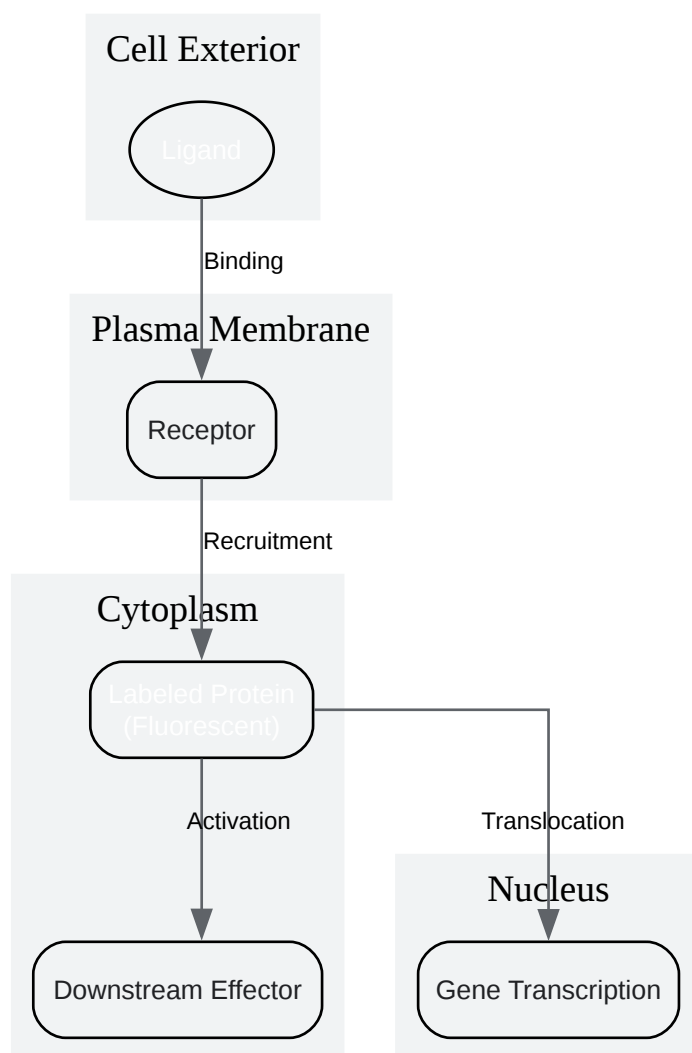 Cell Exterior
Ligand
Binding
Plasma Membrane
Receptor
Recruitment
Cytoplasm
Labeled Protein
(Fluorescent)
Activation
Translocation
Nucleus
Downstream Effector
Gene Transcription